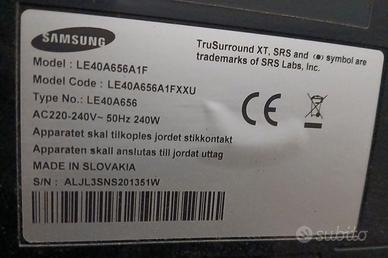 SAMSUNG
TruSurround XT, SRS and (●) symbol are
trademarks of SRS Labs, Inc.
Model : LE40A656A1F
Model Code : LE40A656A1FXXU
Type No.: LE40A656
AC220-240V~ 50Hz 240W
Apparatet skal tilkoples jordet stikkontakt
Apparaten skall anslutas till jordat uttag
MADE IN SLOVAKIA
S/N : ALJL3SNS201351W
CE
subito